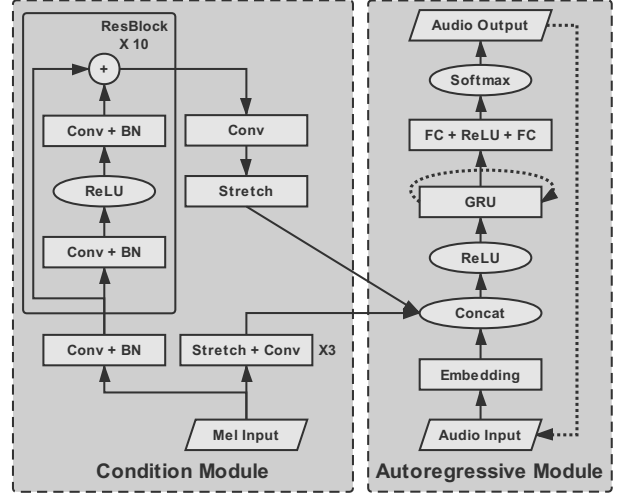 ResBlock
X 10
+
Conv + BN
ReLU
Conv + BN
Conv + BN
Conv
Stretch
Stretch + Conv
X3
Mel Input
Condition Module
Audio Output
Softmax
FC + ReLU + FC
GRU
ReLU
Concat
Embedding
Audio Input
Autoregressive Module